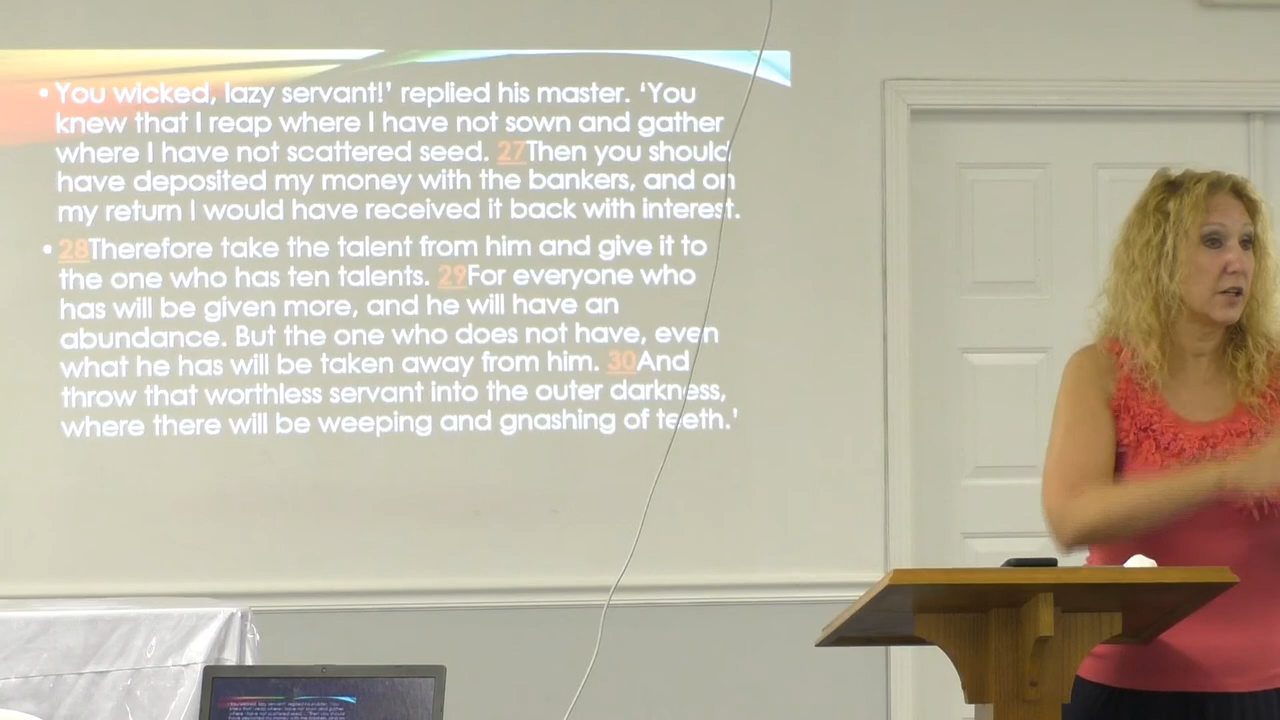 • You wicked, lazy servant!’ replied his master. ‘You
knew that I reap where I have not sown and gather
where I have not scattered seed. 27Then you should
have deposited my money with the bankers, and on
my return I would have received it back with interest.
• 28Therefore take the talent from him and give it to
the one who has ten talents. 29For everyone who
has will be given more, and he will have an
abundance. But the one who does not have, even
what he has will be taken away from him. 30And
throw that worthless servant into the outer darkness,
where there will be weeping and gnashing of teeth.’